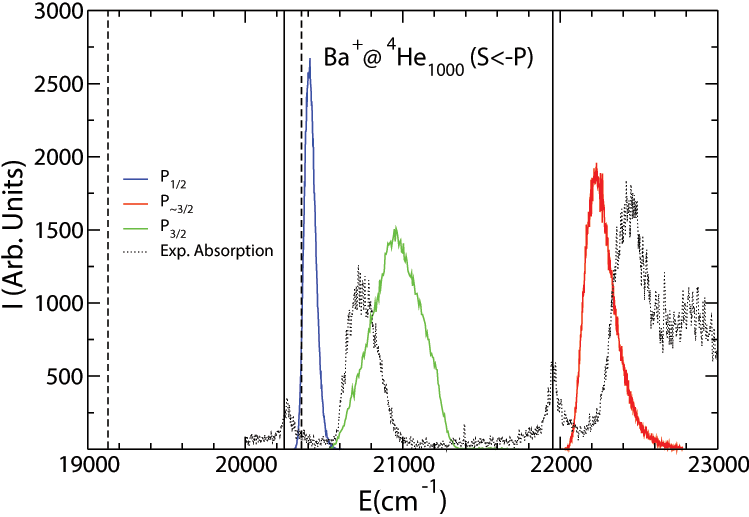 3000
2500
2000
1500
1000
500
I (Arb. Units)
Ba+@ 4He1000 (S<-P)
P1/2
P~3/2
P3/2
Exp. Absorption
19000 20000 21000 22000 23000
E(cm-1)